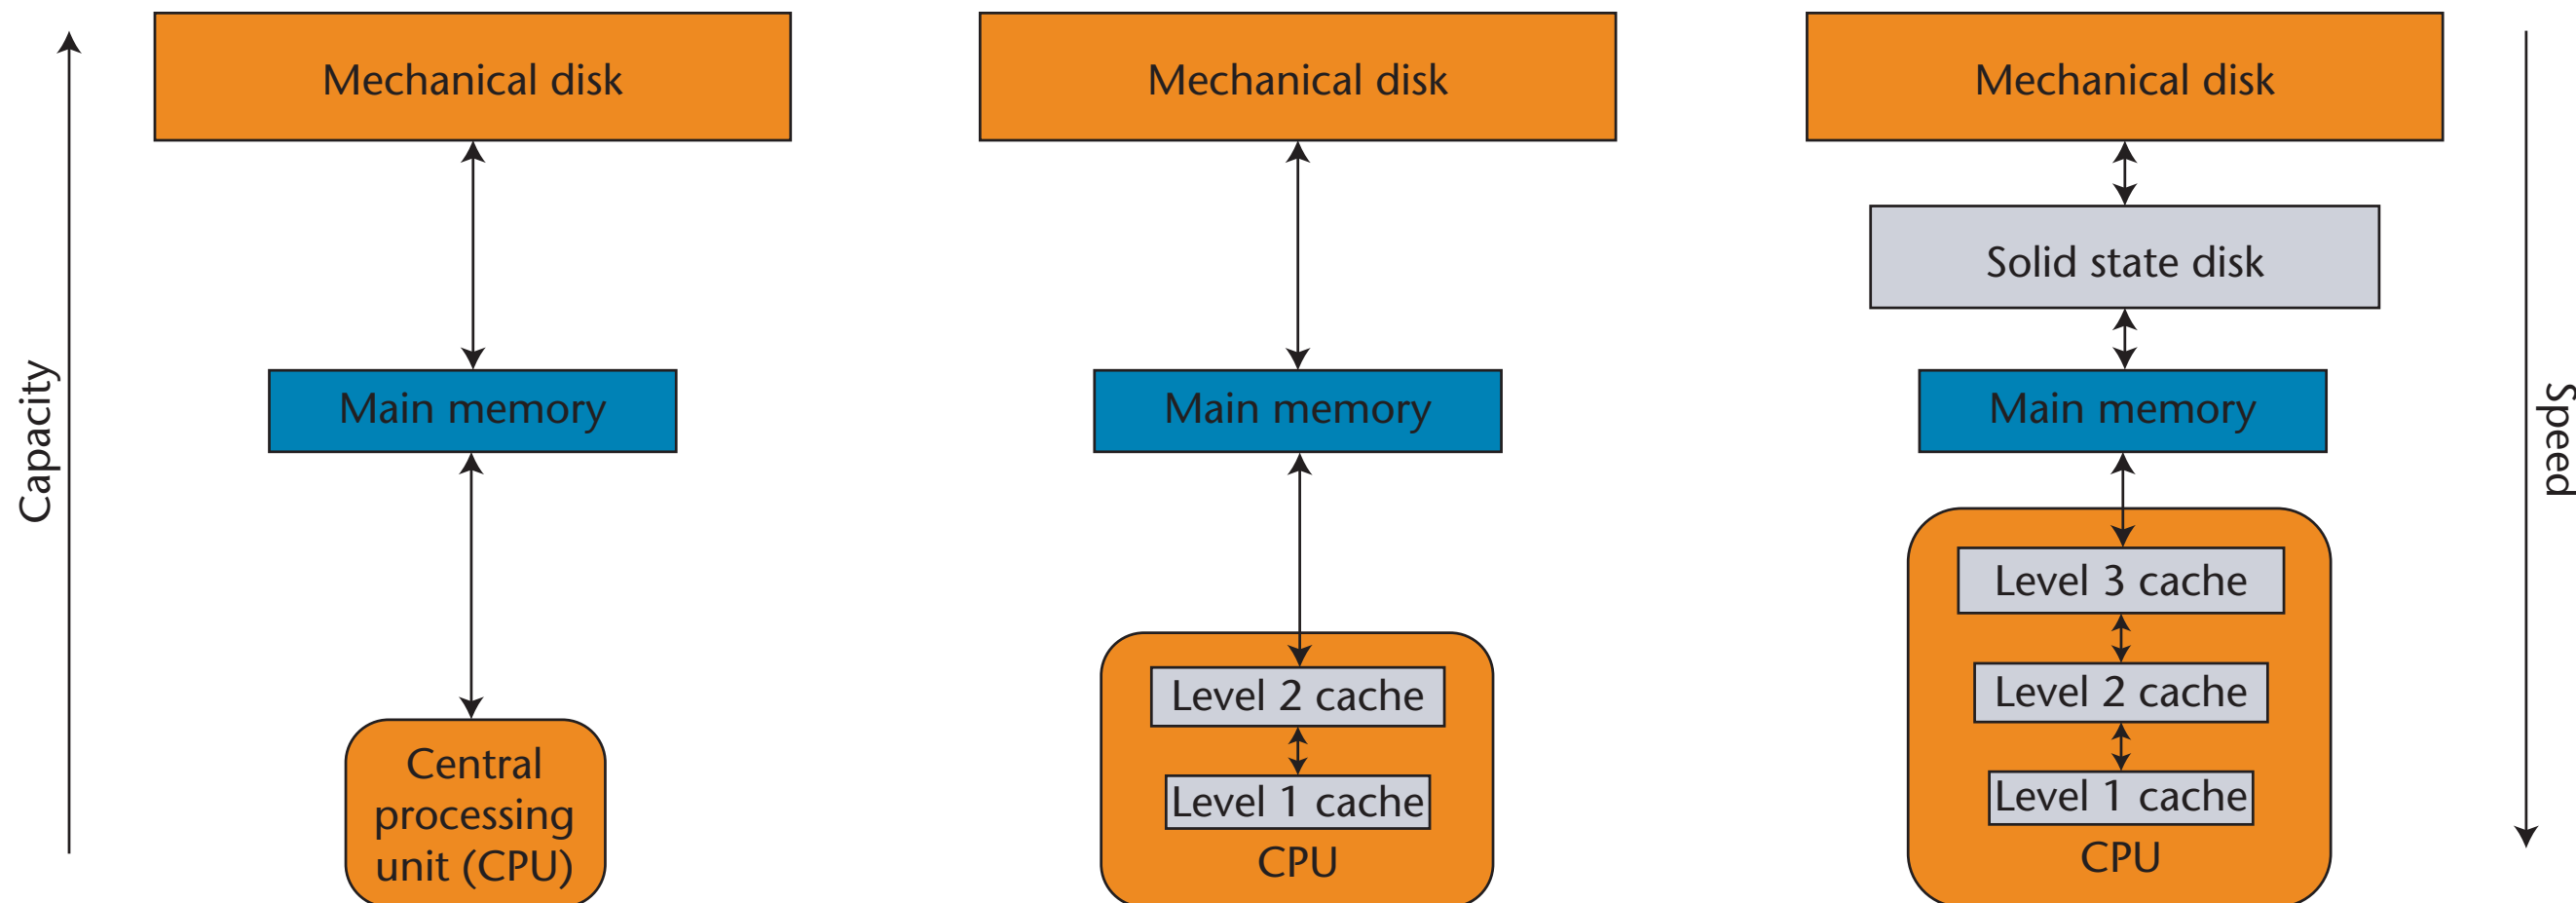 Capacity
Mechanical disk
Main memory
Central
processing
unit (CPU)
Mechanical disk
Main memory
Level 2 cache
Level 1 cache
CPU
Mechanical disk
Solid state disk
Main memory
Level 3 cache
Level 2 cache
Level 1 cache
CPU
Speed